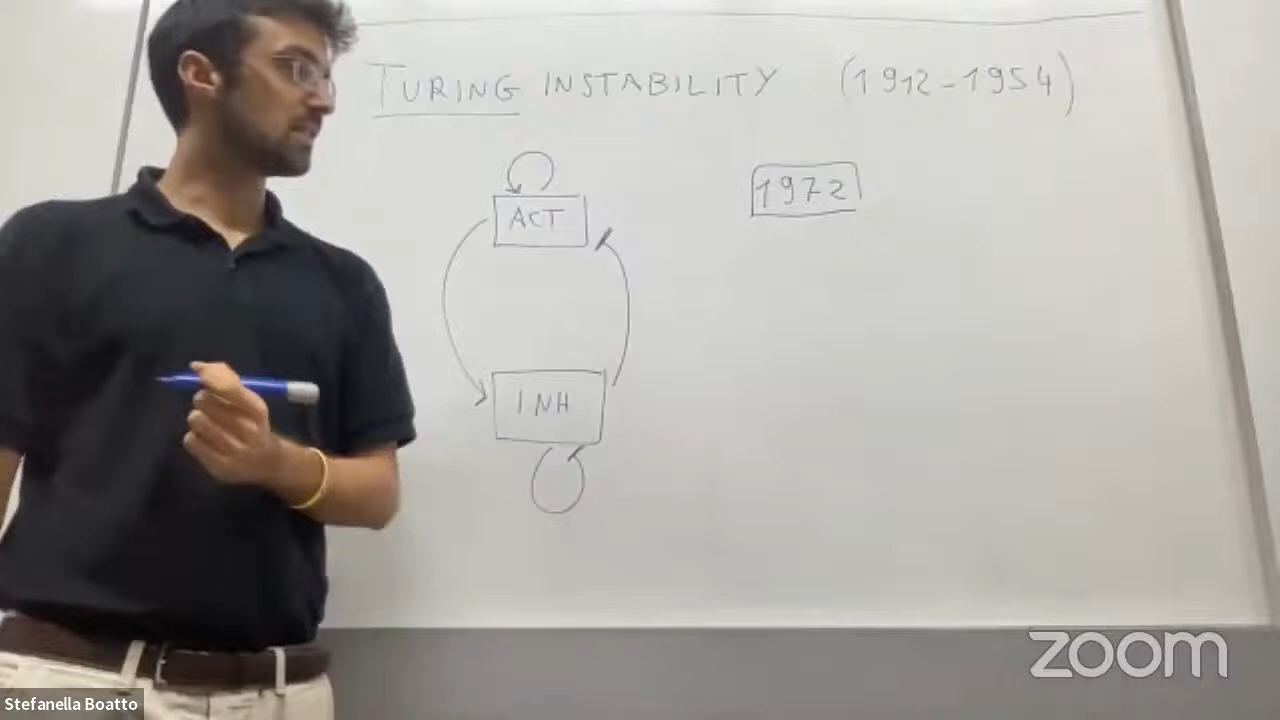 TURING INSTABILITY (1912-1954)
ACT
1972
INH
zoom
Stefanella Boatto